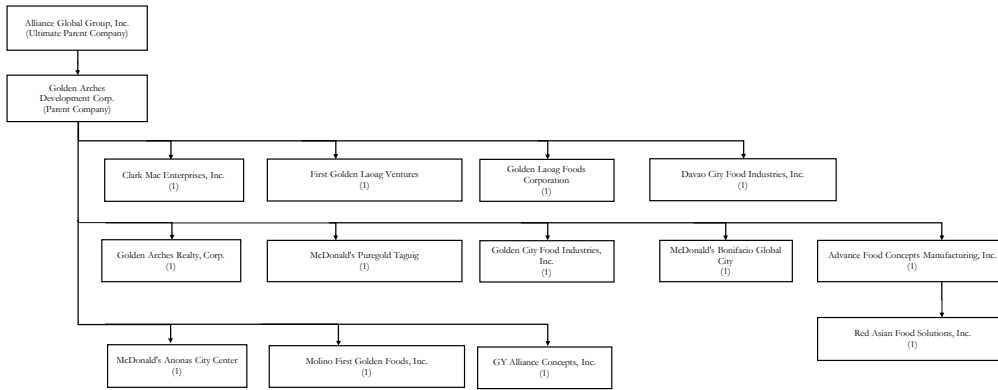 Alliance Global Group, Inc.
(Ultimate Parent Company)
Golden Arches
Development Corp.
(Parent Company)
Clark Mac Enterprises, Inc.
(1)
First Golden Laoag Ventures
(1)
Golden Laoag Foods
Corporation
(1)
Davao City Food Industries, Inc.
(1)
Golden Arches Realty, Corp.
(1)
McDonald's Puregold Taguig
(1)
Golden City Food Industries,
Inc.
(1)
McDonald's Bonifacio Global
City
(1)
Advance Food Concepts Manufacturing, Inc.
(1)
Red Asian Food Solutions, Inc.
(1)
McDonald's Anonas City Center
(1)
Molino First Golden Foods, Inc.
(1)
GY Alliance Concepts, Inc.
(1)